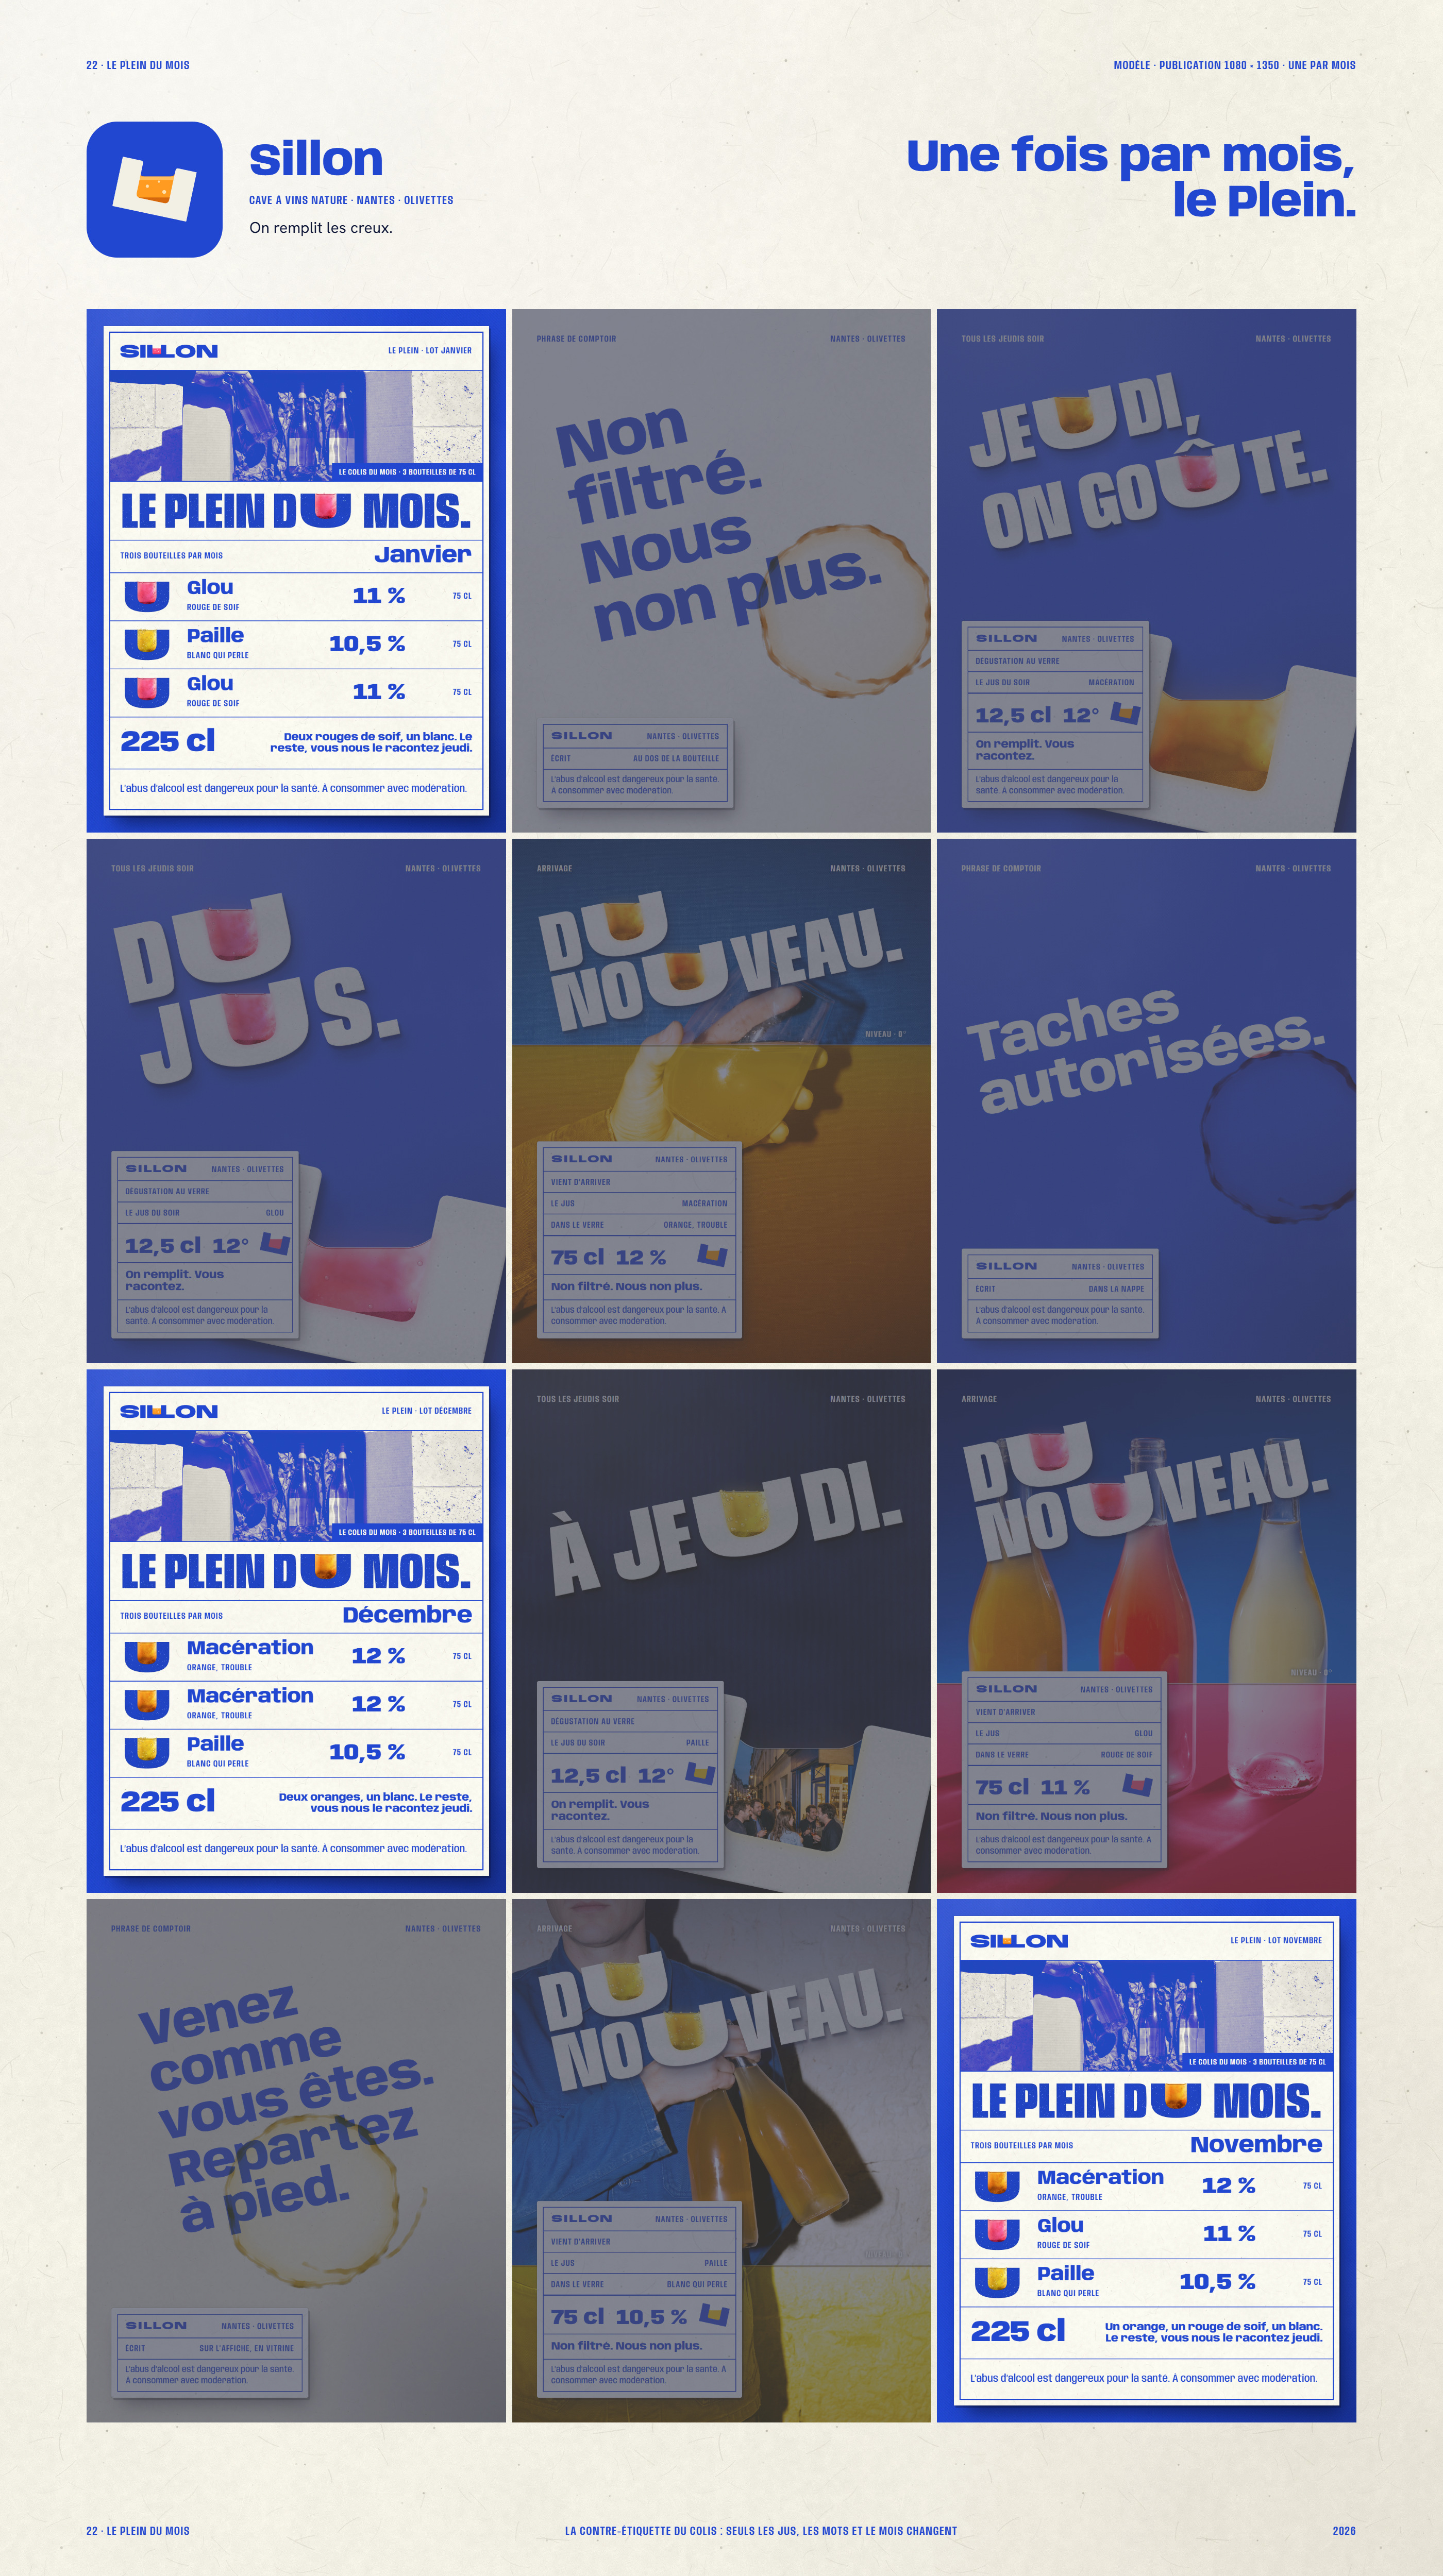 22 · LE PLEIN DU MOIS
MODÈLE · PUBLICATION 1080 × 1350 · UNE PAR MOIS
Sillon
CAVE À VINS NATURE · NANTES · OLIVETTES
On remplit les creux.
Une fois par mois,
le Plein.
SILLON
LE PLEIN · LOT JANVIER
LE COLIS DU MOIS · 3 BOUTEILLES DE 75 CL
LE PLEIN DU MOIS.
TROIS BOUTEILLES PAR MOIS
Janvier
Glou
ROUGE DE SOIF
11 %
75 CL
Paille
BLANC QUI PERLE
10,5 %
75 CL
Glou
ROUGE DE SOIF
11 %
75 CL
225 cl
Deux rouges de soif, un blanc. Le
reste, vous nous le racontez jeudi.
L'abus d'alcool est dangereux pour la santé. À consommer avec modération.
PHRASE DE COMPTOIR
NANTES · OLIVETTES
Non
filtré.
Nous
non plus.
SILLON
NANTES · OLIVETTES
ÉCRIT
AU DOS DE LA BOUTEILLE
L'abus d'alcool est dangereux pour la santé.
À consommer avec modération.
TOUS LES JEUDIS SOIR
NANTES · OLIVETTES
JEUDI,
ON GOÛTE.
SILLON
NANTES · OLIVETTES
DÉGUSTATION AU VERRE
LE JUS DU SOIR
MACÉRATION
12,5 cl 12°
On remplit. Vous
racontez.
L'abus d'alcool est dangereux pour la
santé. À consommer avec modération.
TOUS LES JEUDIS SOIR
NANTES · OLIVETTES
DU
JUS.
SILLON
NANTES · OLIVETTES
DÉGUSTATION AU VERRE
LE JUS DU SOIR
GLOU
12,5 cl 12°
On remplit. Vous
racontez.
L'abus d'alcool est dangereux pour la
santé. À consommer avec modération.
ARRIVAGE
NANTES · OLIVETTES
DU
NOUVEAU.
NIVEAU · 0°
SILLON
NANTES · OLIVETTES
VIENT D'ARRIVER
LE JUS
MACÉRATION
DANS LE VERRE
ORANGE, TROUBLE
75 cl 12 %
Non filtré. Nous non plus.
L'abus d'alcool est dangereux pour la santé. À
consommer avec modération.
PHRASE DE COMPTOIR
NANTES · OLIVETTES
Taches
autorisées.
SILLON
NANTES · OLIVETTES
ÉCRIT
DANS LA NAPPE
L'abus d'alcool est dangereux pour la santé.
À consommer avec modération.
SILLON
LE PLEIN · LOT DÉCEMBRE
LE COLIS DU MOIS · 3 BOUTEILLES DE 75 CL
LE PLEIN DU MOIS.
TROIS BOUTEILLES PAR MOIS
Décembre
Macération
ORANGE, TROUBLE
12 %
75 CL
Macération
ORANGE, TROUBLE
12 %
75 CL
Paille
BLANC QUI PERLE
10,5 %
75 CL
225 cl
Deux oranges, un blanc. Le reste,
vous nous le racontez jeudi.
L'abus d'alcool est dangereux pour la santé. À consommer avec modération.
TOUS LES JEUDIS SOIR
NANTES · OLIVETTES
À JEUDI.
SILLON
NANTES · OLIVETTES
DÉGUSTATION AU VERRE
LE JUS DU SOIR
PAILLE
12,5 cl 12°
On remplit. Vous
racontez.
L'abus d'alcool est dangereux pour la
santé. À consommer avec modération.
ARRIVAGE
NANTES · OLIVETTES
DU
NOUVEAU.
NIVEAU · 0°
SILLON
NANTES · OLIVETTES
VIENT D'ARRIVER
LE JUS
GLOU
DANS LE VERRE
ROUGE DE SOIF
75 cl 11 %
Non filtré. Nous non plus.
L'abus d'alcool est dangereux pour la santé. À
consommer avec modération.
PHRASE DE COMPTOIR
NANTES · OLIVETTES
Venez
comme
vous êtes.
Repartez
à pied.
SILLON
NANTES · OLIVETTES
ÉCRIT
SUR L'AFFICHE, EN VITRINE
L'abus d'alcool est dangereux pour la santé.
À consommer avec modération.
ARRIVAGE
NANTES · OLIVETTES
DU
NOUVEAU.
SILLON
NANTES · OLIVETTES
VIENT D'ARRIVER
LE JUS
PAILLE
DANS LE VERRE
BLANC QUI PERLE
75 cl 10,5 %
Non filtré. Nous non plus.
L'abus d'alcool est dangereux pour la santé. À
consommer avec modération.
SILLON
LE PLEIN · LOT NOVEMBRE
LE COLIS DU MOIS · 3 BOUTEILLES DE 75 CL
LE PLEIN DU MOIS.
TROIS BOUTEILLES PAR MOIS
Novembre
Macération
ORANGE, TROUBLE
12 %
75 CL
Glou
ROUGE DE SOIF
11 %
75 CL
Paille
BLANC QUI PERLE
10,5 %
75 CL
225 cl
Un orange, un rouge de soif, un blanc.
Le reste, vous nous le racontez jeudi.
L'abus d'alcool est dangereux pour la santé. À consommer avec modération.
22 · LE PLEIN DU MOIS
LA CONTRE-ÉTIQUETTE DU COLIS : SEULS LES JUS, LES MOTS ET LE MOIS CHANGENT
2026